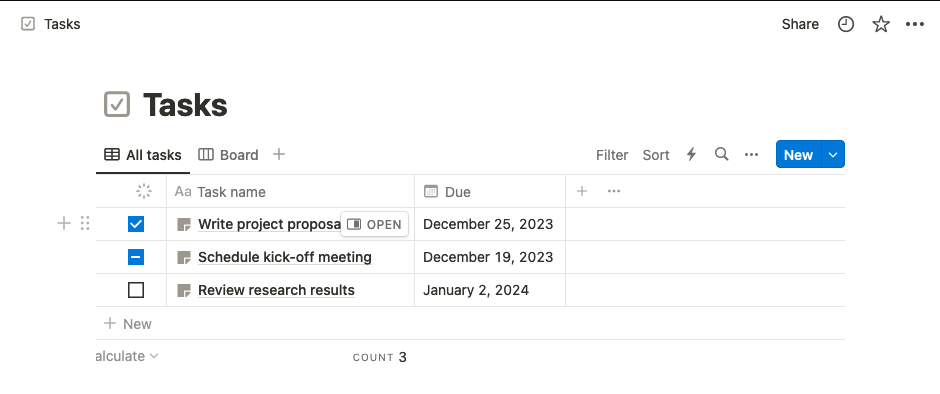 Tasks Share
Tasks
All tasks Board Filter Sort New
Aa Task name Due
Write project proposa OPEN December 25, 2023
Schedule kick-off meeting December 19, 2023
Review research results January 2, 2024
New
alculate COUNT 3